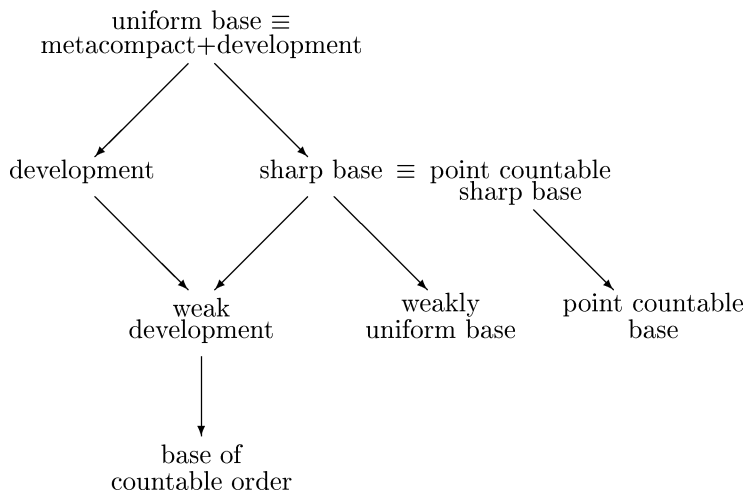 uniform base ≡
metacompact+development
development
sharp base ≡ point countable
sharp base
weak
development
weakly
uniform base
point countable
base
base of
countable order